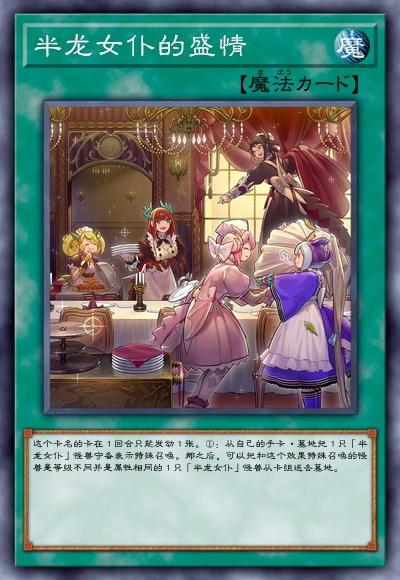 半龙女仆的盛情
魔
【魔法カード】
ま ほう
这个卡名的卡在1回合只能发动1张。①：从自己的手卡·墓地把1只「半
龙女仆」怪兽守备表示特殊召唤。那之后，可以把和这个效果特殊召唤的怪
兽是等级不同并是属性相同的1只「半龙女仆」怪兽从卡组送去墓地。